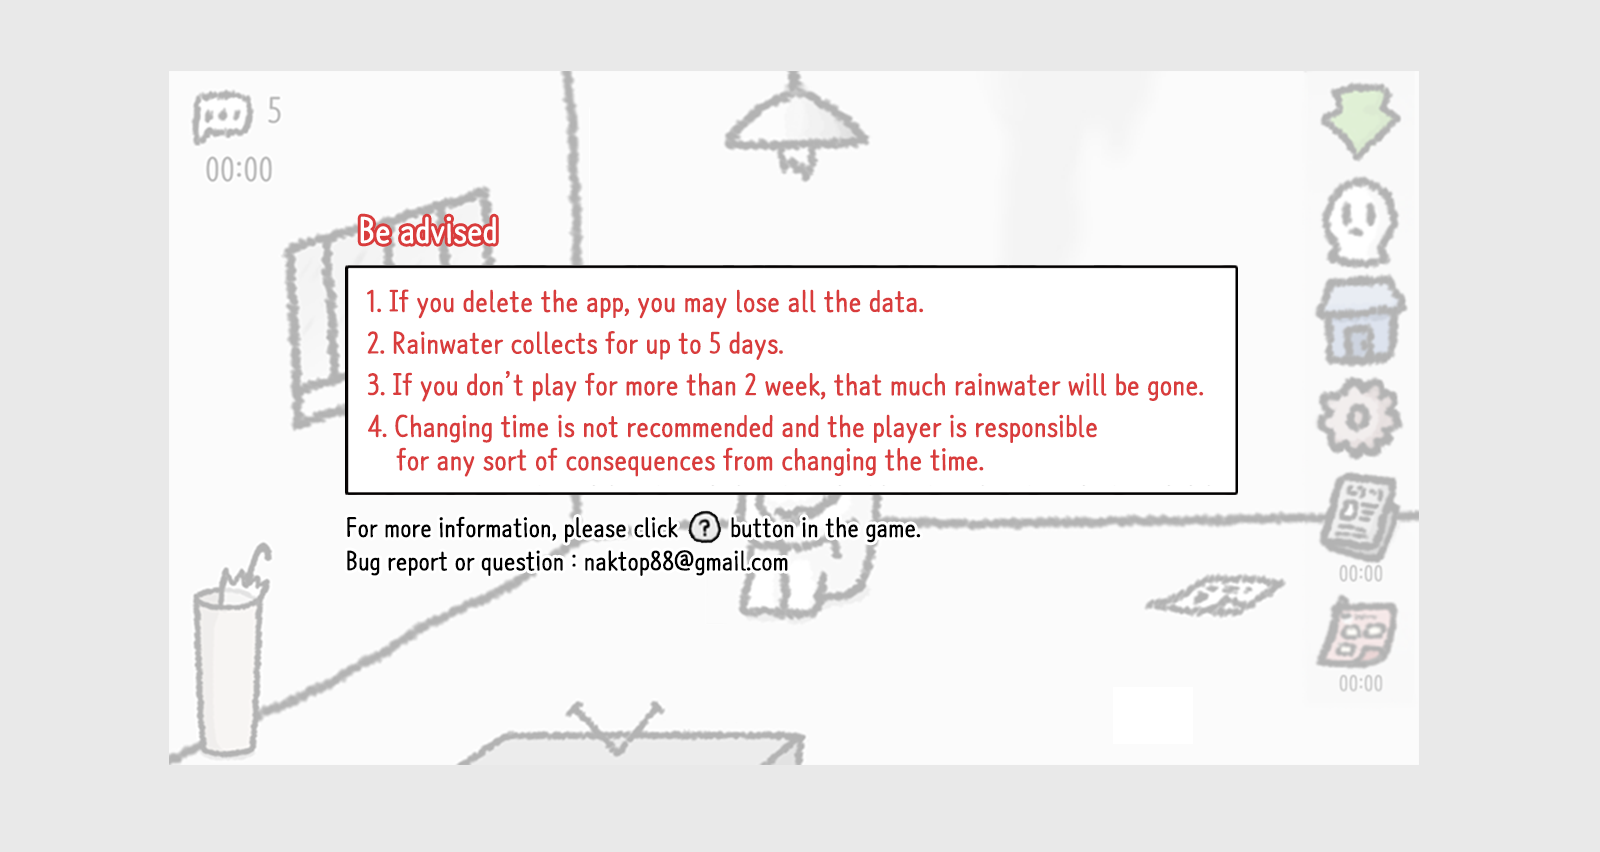 5
00:00
Be advised
1. If you delete the app, you may lose all the data.
2. Rainwater collects for up to 5 days.
3. If you don't play for more than 2 week, that much rainwater will be gone.
4. Changing time is not recommended and the player is responsible
for any sort of consequences from changing the time.
For more information, please click ? button in the game.
Bug report or question : naktop88@gmail.com
00:00
00:00